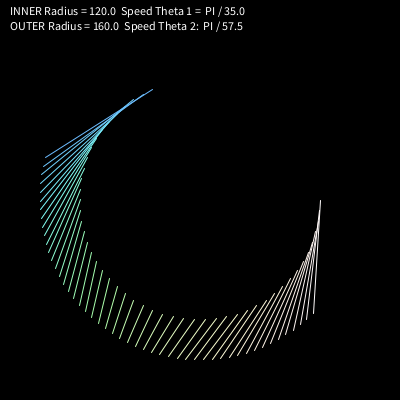 INNER Radius = 120.0  Speed Theta 1 =  PI / 35.0
OUTER Radius = 160.0  Speed Theta 2:  PI / 57.5